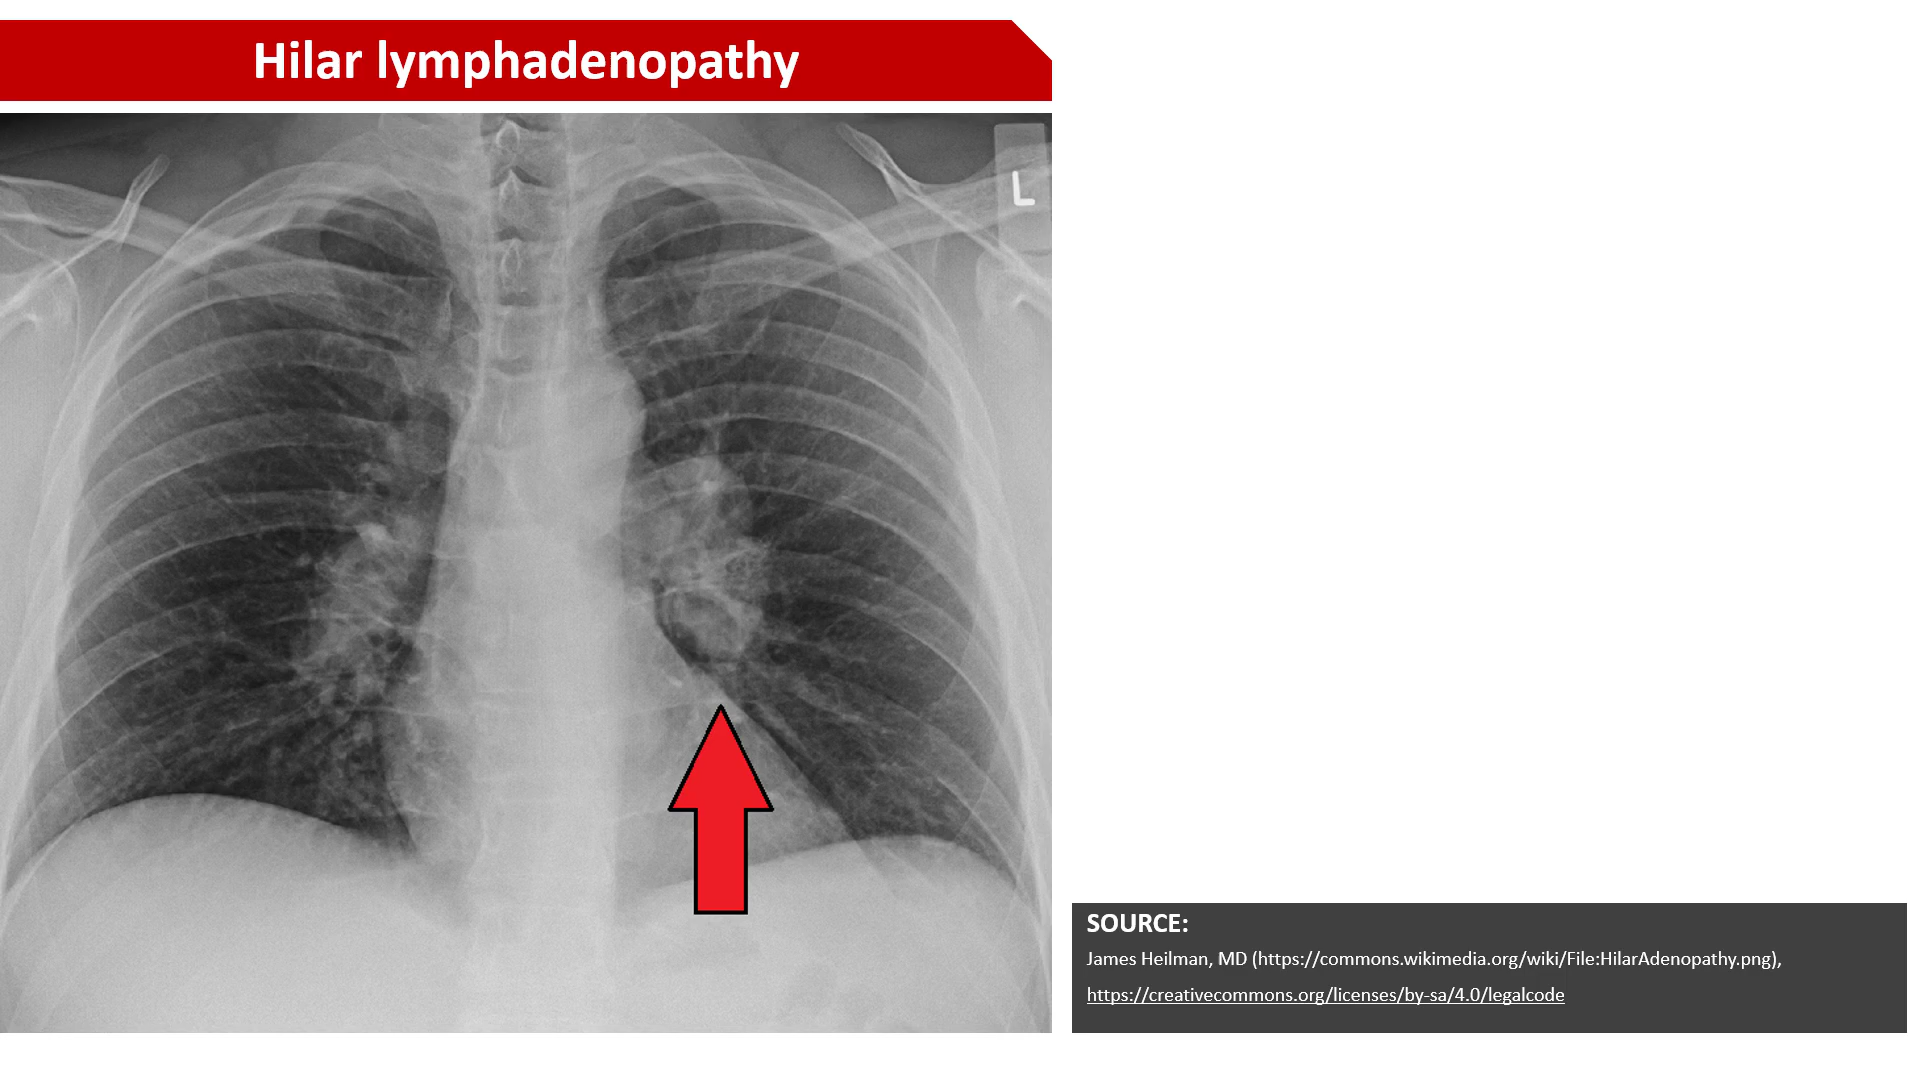 Hilar lymphadenopathy
L
SOURCE:
James Heilman, MD (https://commons.wikimedia.org/wiki/File:HilarAdenopathy.png),
https://creativecommons.org/licenses/by-sa/4.0/legalcode